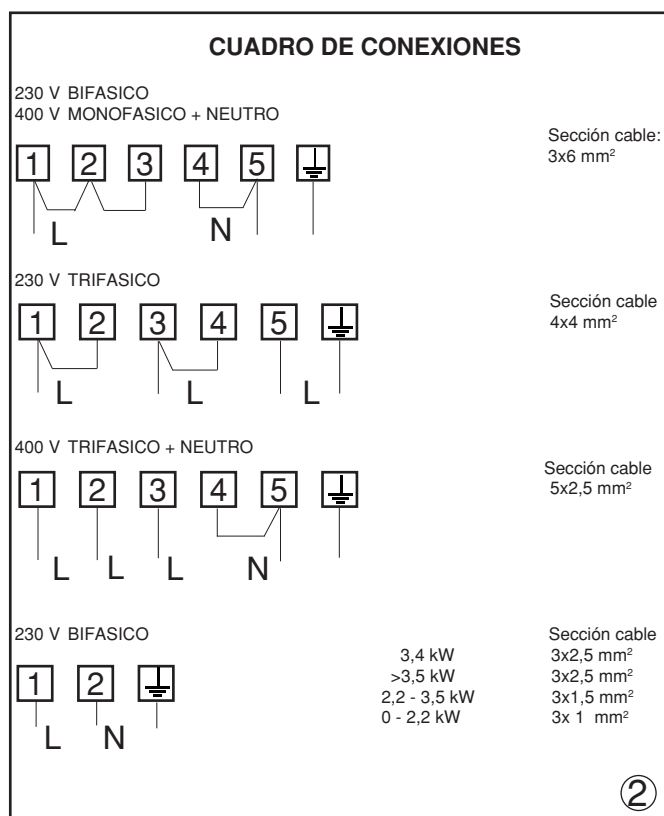 CUADRO DE CONEXIONES
230 V BIFASICO
400 V MONOFASICO + NEUTRO
Sección cable:
3x6 mm²
1 2 3 4 5
L N
230 V TRIFASICO
Sección cable
4x4 mm²
1 2 3 4 5
L L L
400 V TRIFASICO + NEUTRO
Sección cable
5x2,5 mm²
1 2 3 4 5
L L L N
230 V BIFASICO
Sección cable
3,4 kW 3x2,5 mm²
>3,5 kW 3x2,5 mm²
2,2 - 3,5 kW 3x1,5 mm²
0 - 2,2 kW 3x 1 mm²
1 2
L N
2